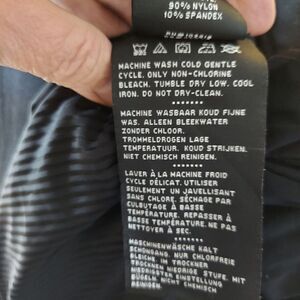 90% NYLON
10% SPANDEX
MACHINE WASH COLD GENTLE
CYCLE. ONLY NON-CHLORINE
BLEACH. TUMBLE DRY LOW. COOL
IRON. DO NOT DRY-CLEAN.
*******
MACHINE WASBAAR KOUD FIJNE
WAS. ALLEEN BLEEKWATER
ZONDER CHLOOR.
TROMMELDROGEN LAGE
TEMPERATUUR. KOUD STRIJKEN.
NIET CHEMISCH REINIGEN.
*******
LAVER À LA MACHINE FROID
CYCLE DÉLICAT. UTILISER
SEULEMENT UN JAVELLISANT
SANS CHLORE. SÉCHAGE PAR
CULBUTAGE À BASSE
TEMPÉRATURE. REPASSER À
BASSE TEMPÉRATURE. NE PAS
NETTOYER À SEC.
*******
MASCHINENWÄSCHE KALT
SCHONGANG. NUR CHLORFREIE
BLEICHE IM TROCKNER
TROCKNEN NIEDRIGE STUFE. MIT
NIEDRIGSTER EINSTELLUNG
BÜGELN. NICHT CHEMISCH
REINIGEN.